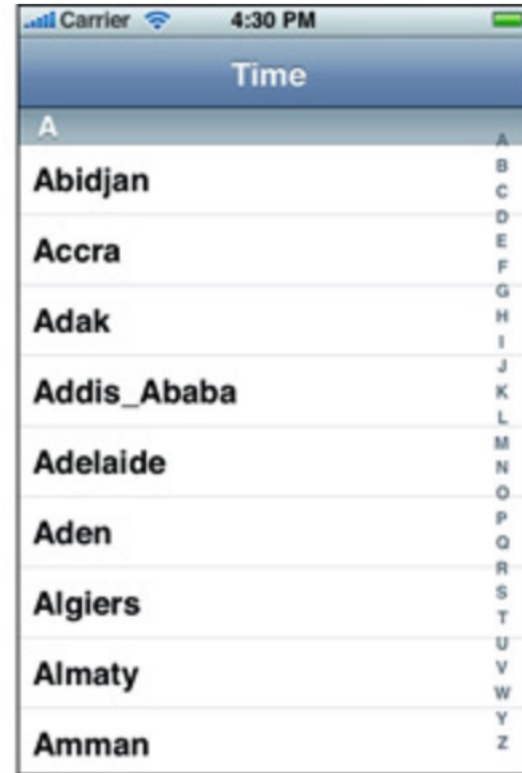 Carrier 4:30 PM
Time
A
Abidjan
Accra
Adak
Addis_Ababa
Adelaide
Aden
Algiers
Almaty
Amman
A
B
C
D
E
F
G
H
I
J
K
L
M
N
O
P
Q
R
S
T
U
V
W
Y
Z